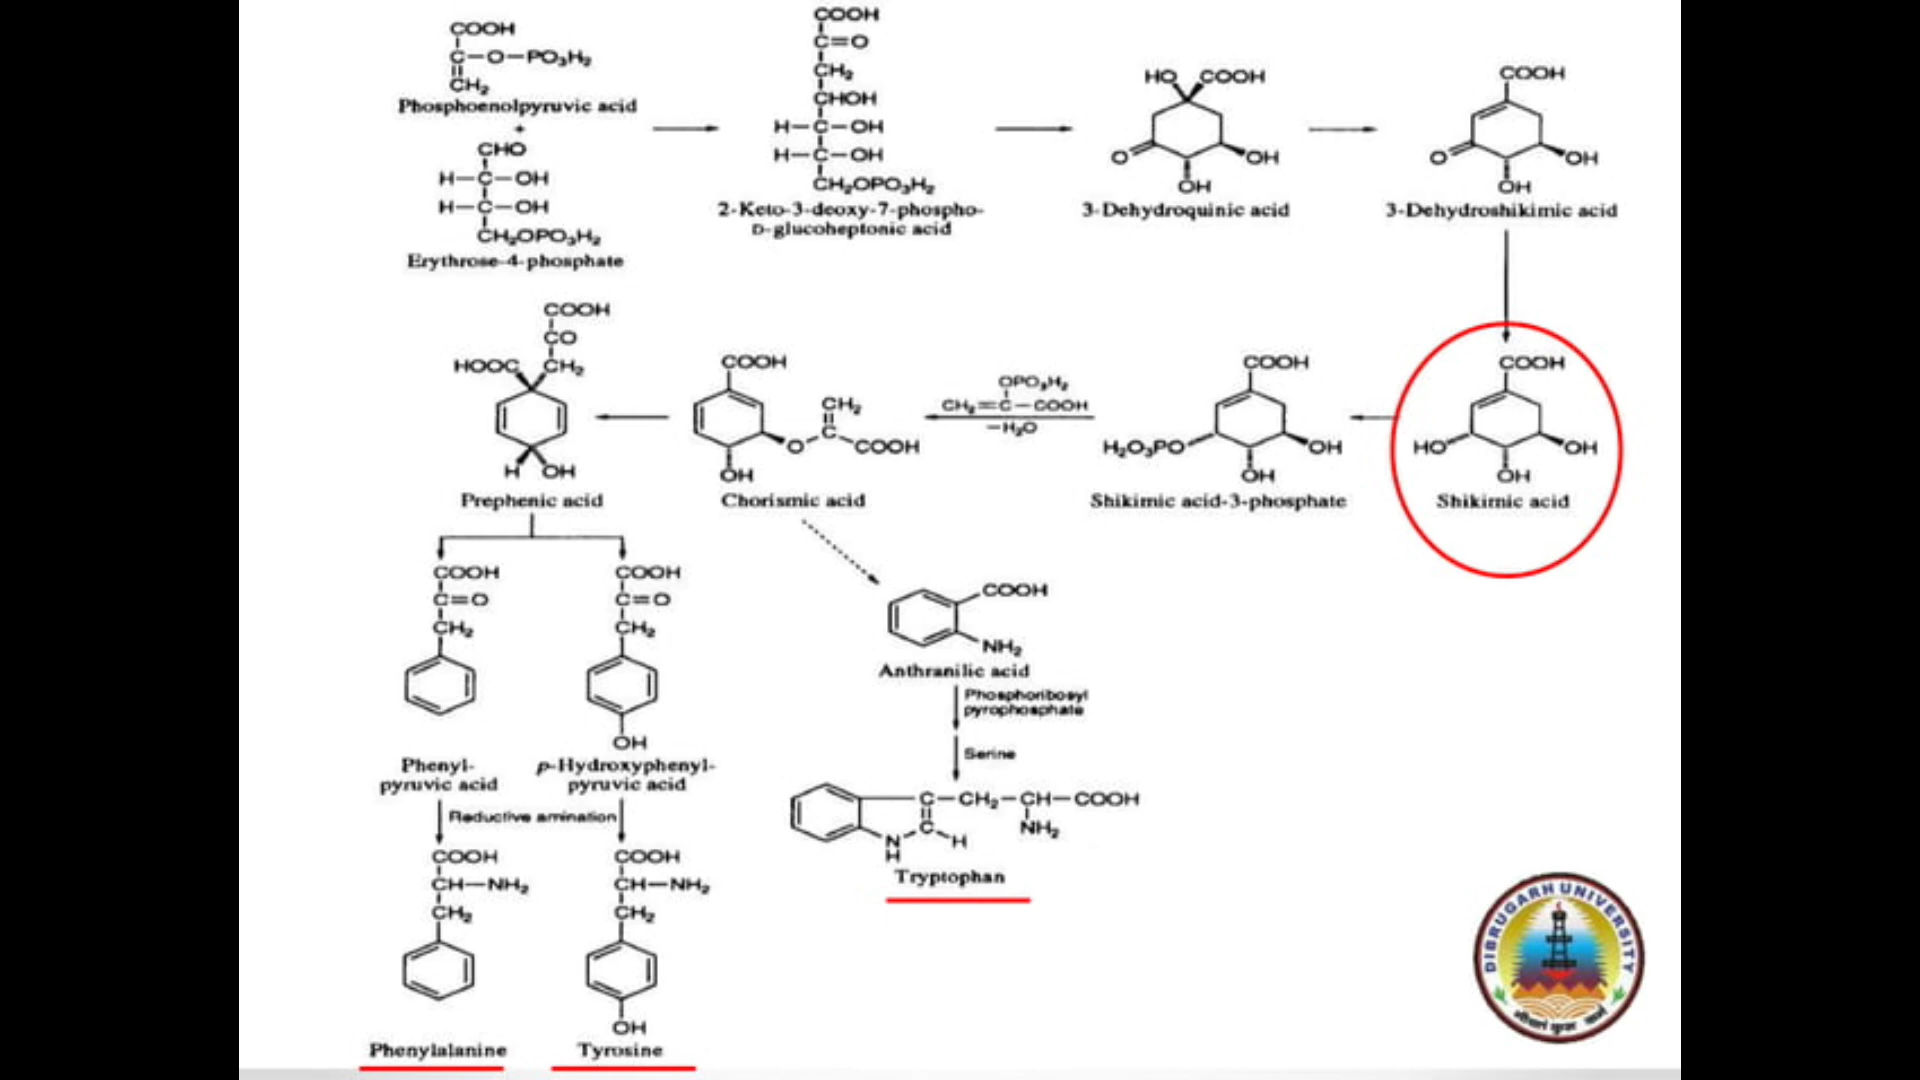 COOH
C—O—PO₃H₂
CH₂
Phosphoenolpyruvic acid
+
CHO
H—C—OH
H—C—OH
CH₂OPO₃H₂
Erythrose-4-phosphate
COOH
C=O
CH₂
CHOH
H—C—OH
H—C—OH
CH₂OPO₃H₂
2-Keto-3-deoxy-7-phospho-
D-glucoheptonic acid
HO COOH
O OH
OH
3-Dehydroquinic acid
COOH
O OH
OH
3-Dehydroshikimic acid
COOH
HO OH
OH
Shikimic acid
COOH
H₂O₃PO OH
OH
Shikimic acid-3-phosphate
OPO₃H₂
CH₂=C—COOH
—H₂O
COOH
CH₂
O C COOH
OH
Chorismic acid
COOH
CO
HOOC CH₂
H OH
Prephenic acid
COOH
C=O
CH₂
Phenyl-
pyruvic acid
COOH
C=O
CH₂
OH
p-Hydroxyphenyl-
pyruvic acid
Reductive amination
COOH
CH—NH₂
CH₂
Phenylalanine
COOH
CH—NH₂
CH₂
OH
Tyrosine
COOH
NH₂
Anthranilic acid
Phosphoribosyl
pyrophosphate
Serine
C—CH₂—CH—COOH
NH₂
C H
N
H
Tryptophan
DIBRUGARH UNIVERSITY